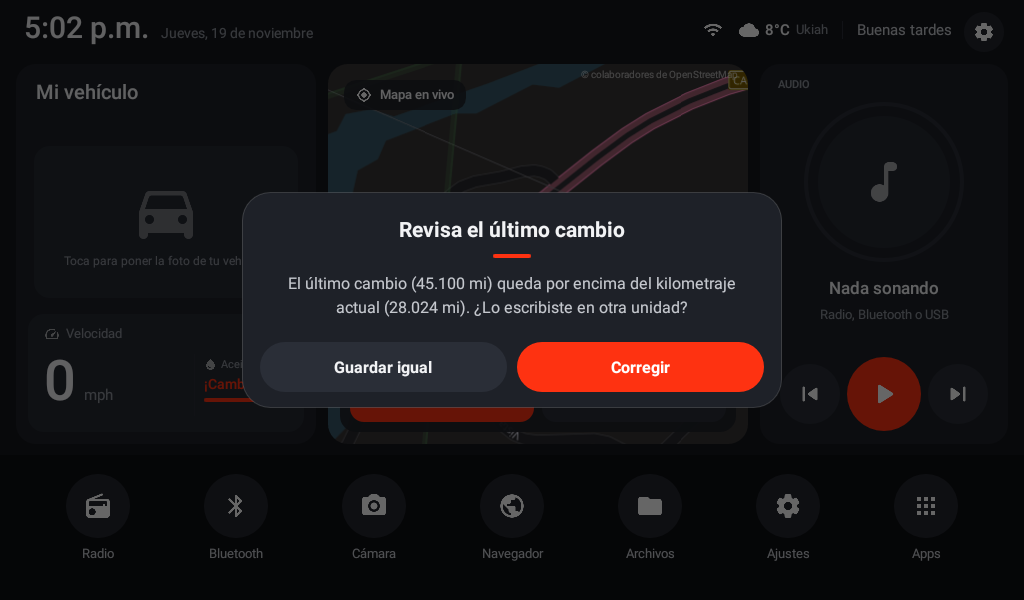 5:02 p.m.
Jueves, 19 de noviembre
8°C Ukiah
Buenas tardes
Mi vehículo
Mapa en vivo
© colaboradores de OpenStreetMap
CA
AUDIO
Toca para poner la foto de tu
Revisa el último cambio
El último cambio (45.100 mi) queda por encima del kilometraje
actual (28.024 mi). ¿Lo escribiste en otra unidad?
Guardar igual
Corregir
Nada sonando
Radio, Bluetooth o USB
Velocidad
0 mph
Radio
Bluetooth
Cámara
Navegador
Archivos
Ajustes
Apps